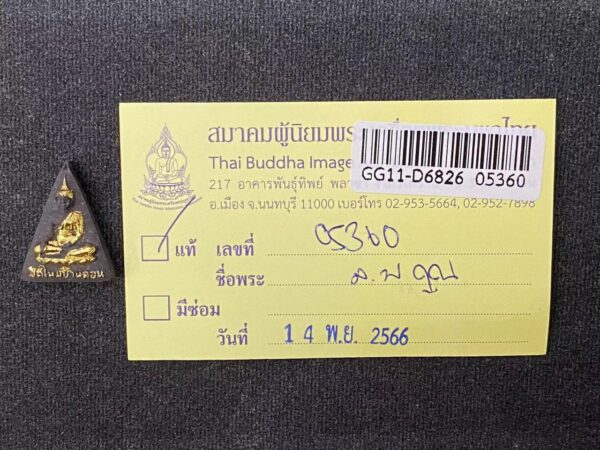 สมาคมผู้นิยมพระ
Thai Buddha Image
GG11-D6826 05360
217 อาคารพันธุ์ทิพย์
อ.เมือง จ.นนทบุรี 11000 เบอร์โทร 02-953-5664, 02-952-7898
แท้ เลขที่ 05360
ชื่อพระ
มีซ่อม
วันที่ 14 พ.ย. 2566